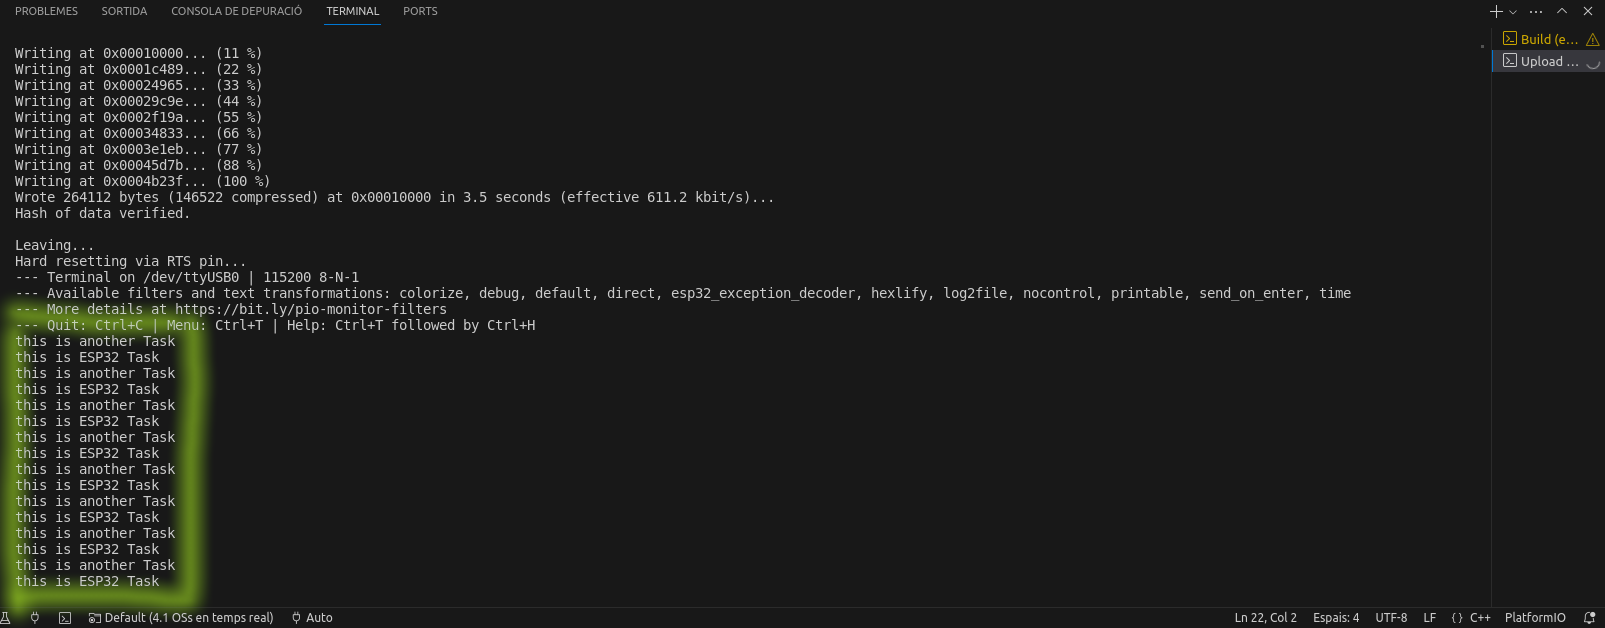 PROBLEMES SORTIDA CONSOLA DE DEPURACIÓ TERMINAL PORTS
Writing at 0x00010000... (11 %)
Writing at 0x0001c489... (22 %)
Writing at 0x00024965... (33 %)
Writing at 0x00029c9e... (44 %)
Writing at 0x0002f19a... (55 %)
Writing at 0x00034833... (66 %)
Writing at 0x0003e1eb... (77 %)
Writing at 0x00045d7b... (88 %)
Writing at 0x0004b23f... (100 %)
Wrote 264112 bytes (146522 compressed) at 0x00010000 in 3.5 seconds (effective 611.2 kbit/s)...
Hash of data verified.
Leaving...
Hard resetting via RTS pin...
--- Terminal on /dev/ttyUSB0 | 115200 8-N-1
--- Available filters and text transformations: colorize, debug, default, direct, esp32_exception_decoder, hexlify, log2file, nocontrol, printable, send_on_enter, time
--- More details at https://bit.ly/pio-monitor-filters
--- Quit: Ctrl+C | Menu: Ctrl+T | Help: Ctrl+T followed by Ctrl+H
this is another Task
this is ESP32 Task
this is another Task
this is ESP32 Task
this is another Task
this is ESP32 Task
this is another Task
this is ESP32 Task
this is another Task
this is ESP32 Task
this is another Task
this is ESP32 Task
this is another Task
this is ESP32 Task
this is another Task
this is ESP32 Task
Build (e...
Upload ...
Default (4.1 OSs en temps real) Auto Ln 22, Col 2 Espais: 4 UTF-8 LF {} C++ PlatformIO